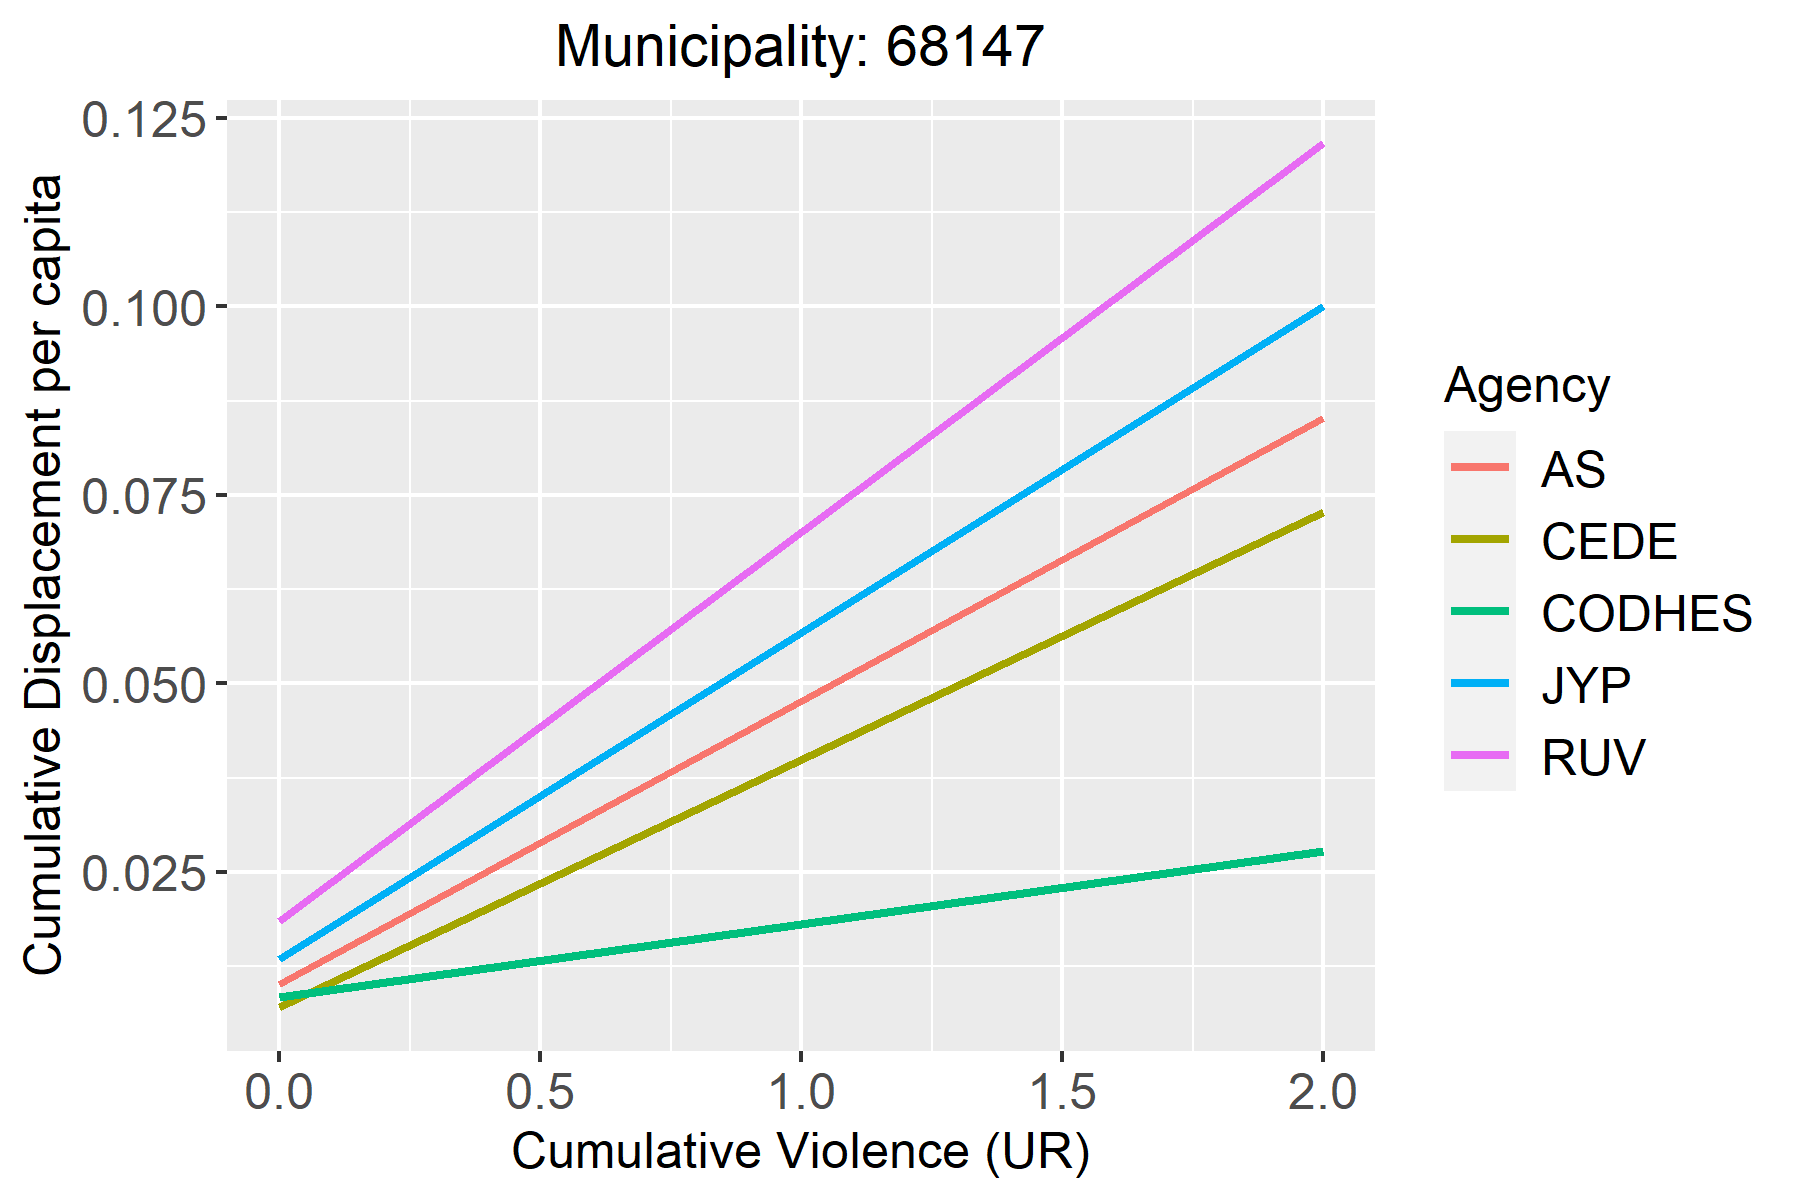 Municipality: 68147
Cumulative Displacement per capita
0.125
0.100
0.075
0.050
0.025
0.0 0.5 1.0 1.5 2.0
Cumulative Violence (UR)
Agency
AS
CEDE
CODHES
JYP
RUV